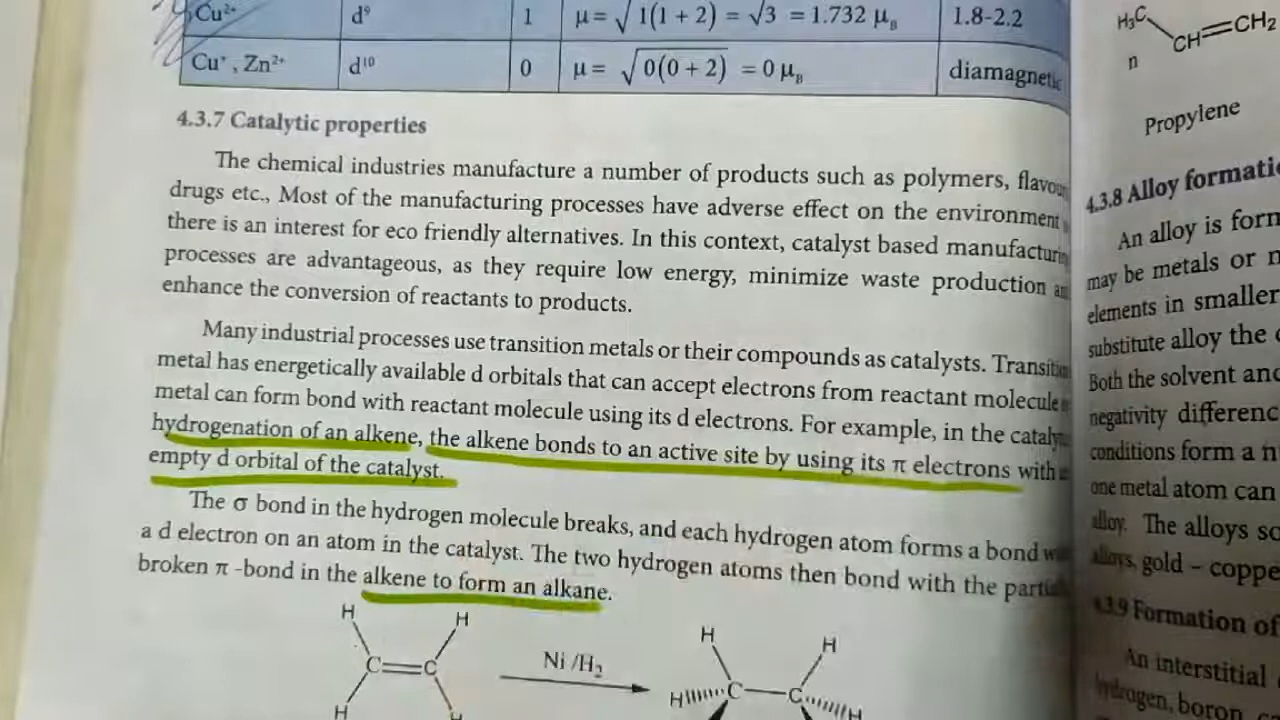 Cu²⁺ d⁹ 1 μ = √1(1 + 2) = √3 = 1.732 μB 1.8-2.2
Cu⁺ , Zn²⁺ d¹⁰ 0 μ = √0(0 + 2) = 0 μB diamagnetic
4.3.7 Catalytic properties
The chemical industries manufacture a number of products such as polymers, flavou
drugs etc., Most of the manufacturing processes have adverse effect on the environment
there is an interest for eco friendly alternatives. In this context, catalyst based manufacturin
processes are advantageous, as they require low energy, minimize waste production
enhance the conversion of reactants to products.
Many industrial processes use transition metals or their compounds as catalysts. Transitio
metal has energetically available d orbitals that can accept electrons from reactant molecule
metal can form bond with reactant molecule using its d electrons. For example, in the cataly
hydrogenation of an alkene, the alkene bonds to an active site by using its π electrons with
empty d orbital of the catalyst.
The σ bond in the hydrogen molecule breaks, and each hydrogen atom forms a bond
a d electron on an atom in the catalyst. The two hydrogen atoms then bond with the partia
broken π -bond in the alkene to form an alkane.
H H
C C
H H
Ni /H₂
H H
H C C H
H₃C
CH CH₂
n
Propylene
4.3.8 Alloy formati
An alloy is form
may be metals or
elements in smaller
substitute alloy the
Both the solvent and
negativity differenc
conditions form a
one metal atom can
alloy. The alloys so
alloys, gold – coppe
4.3.9 Formation of
An interstitial
hydrogen, boron,